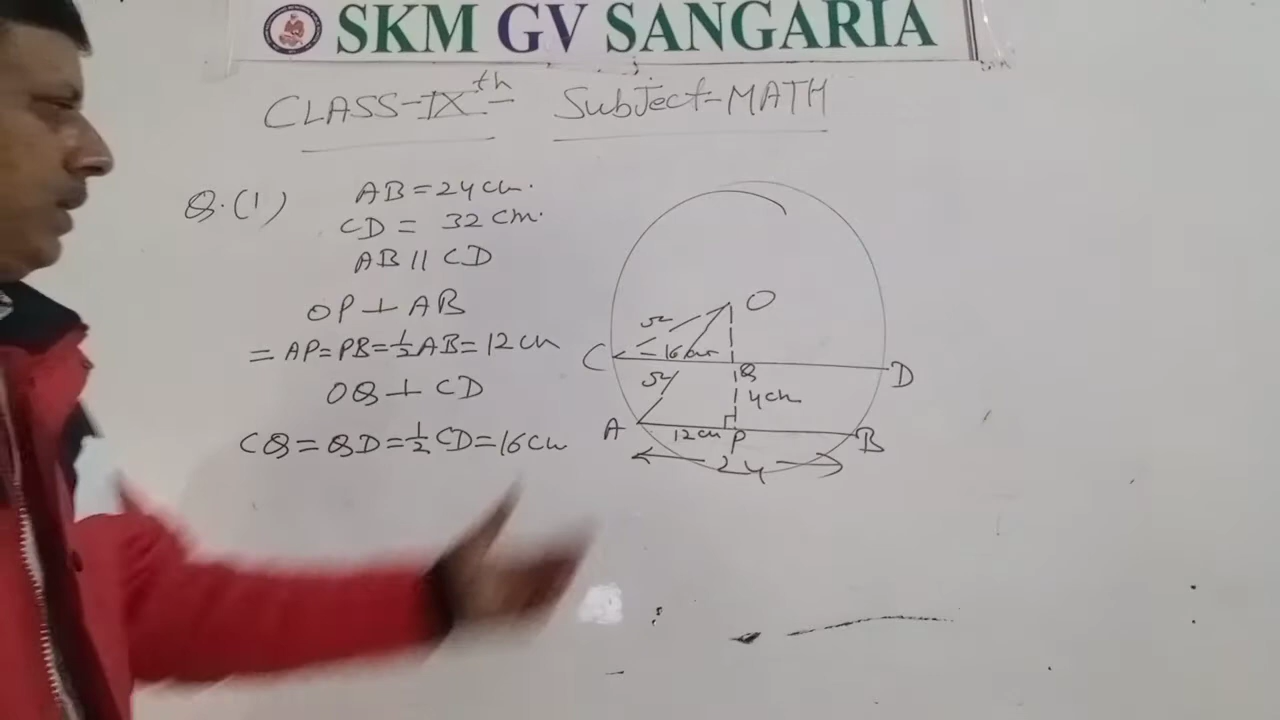 SKM GV SANGARIA
CLASS-IXth Subject-MATH
Q.(1) AB = 24 cm.
CD = 32 cm.
AB || CD
OP ⊥ AB
= AP = PB = 1/2 AB = 12 cm
OQ ⊥ CD
CQ = QD = 1/2 CD = 16 cm
O
r
16 cm
C
Q
D
r
4 cm
A
12 cm
P
B
24